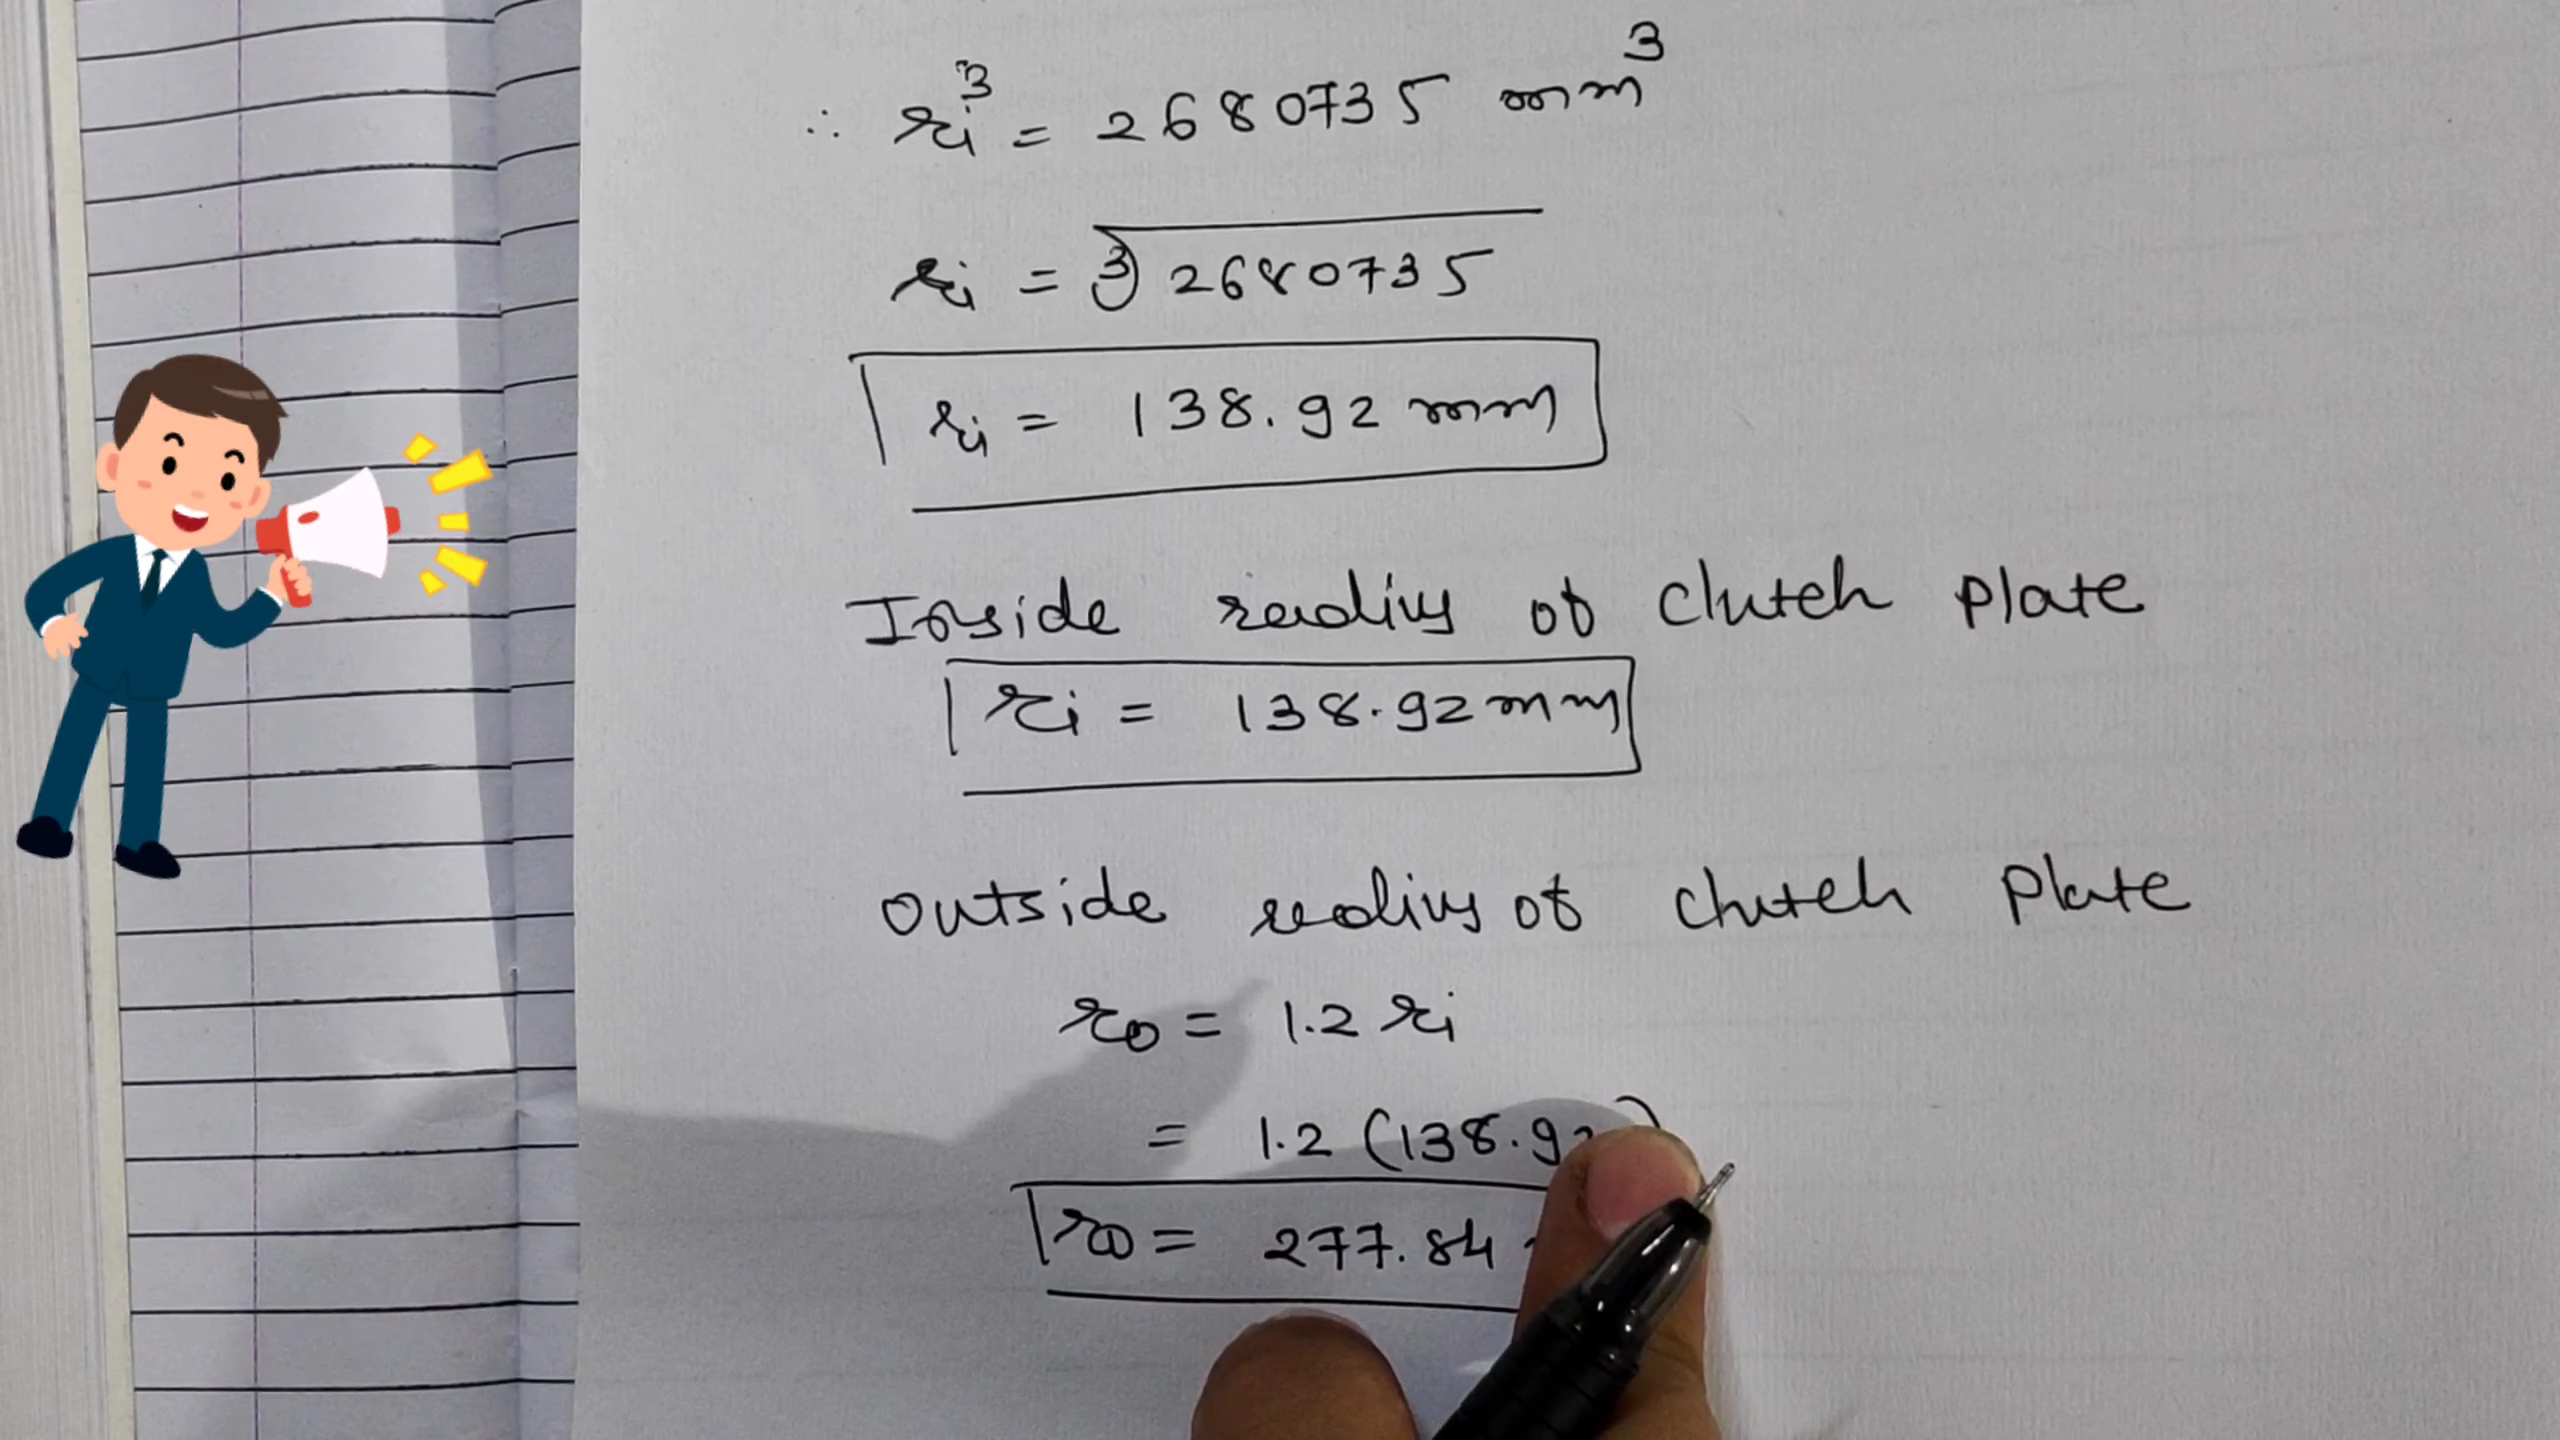 ∴ ri³ = 2680735 mm³
ri = ∛2680735
ri = 138.92 mm
Inside radius of clutch plate
ri = 138.92 mm
outside radius of clutch plate
ro = 1.2 ri
= 1.2 (138.92)
ro = 277.84